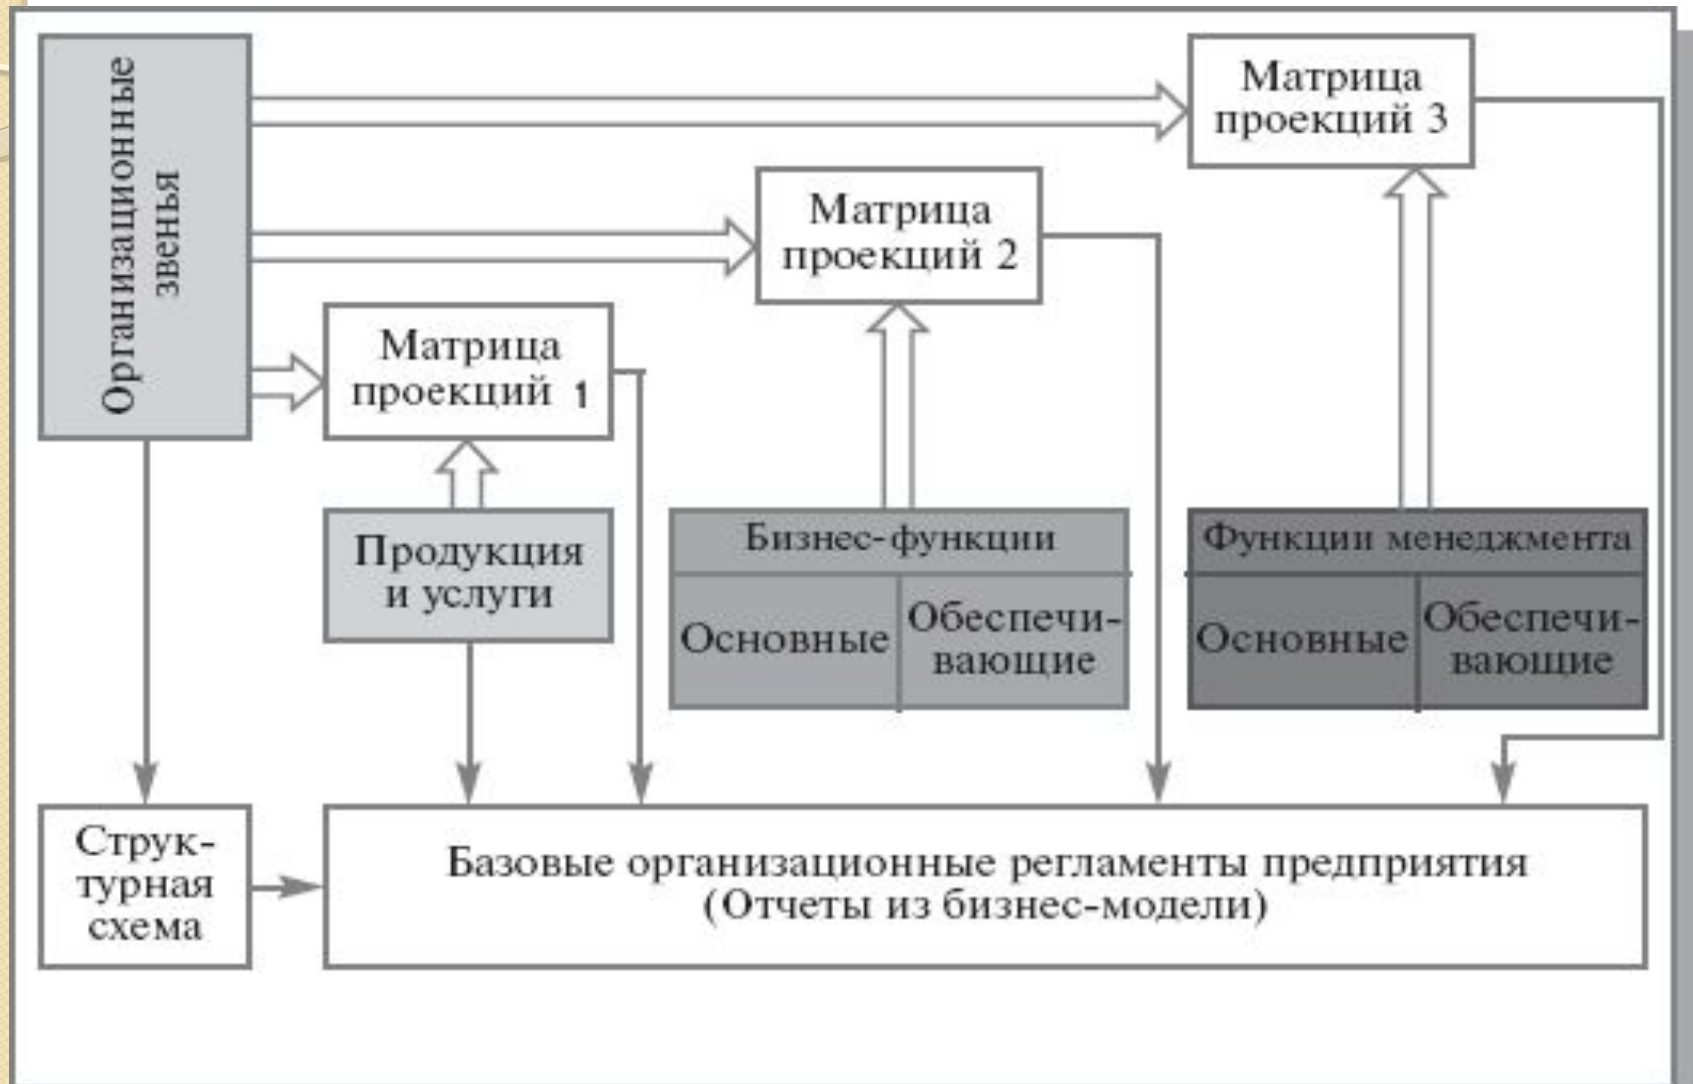 Организационные
звенья
Матрица
проекций 3
Матрица
проекций 2
Матрица
проекций 1
Продукция
и услуги
Бизнес-функции
Основные
Обеспечи-
вающие
Функции менеджмента
Основные
Обеспечи-
вающие
Струк-
турная
схема
Базовые организационные регламенты предприятия
(Отчеты из бизнес-модели)